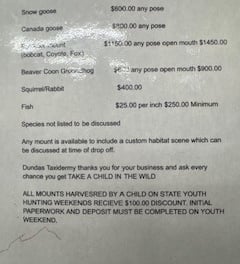 Snow goose $600.00 any pose
Canada goose .00 any pose
mount $1150.00 any pose open mouth $1450.00
(bobcat, Coyote, Fox)
Beaver Coon any pose open mouth $900.00
Squirrel/Rabbit $400.00
Fish $25.00 per inch $250.00 Minimum
Species not listed to be discussed
Any mount is available to include a custom habitat scene which can
be discussed at time of drop off.
Dundas Taxidermy thanks you for your business and ask every
chance you get TAKE A CHILD IN THE WILD
ALL MOUNTS HARVESRED BY A CHILD ON STATE YOUTH
HUNTING WEEKENDS RECIEVE $100.00 DISCOUNT. INITIAL
PAPERWORK AND DEPOSIT MUST BE COMPLETED ON YOUTH
WEEKEND.